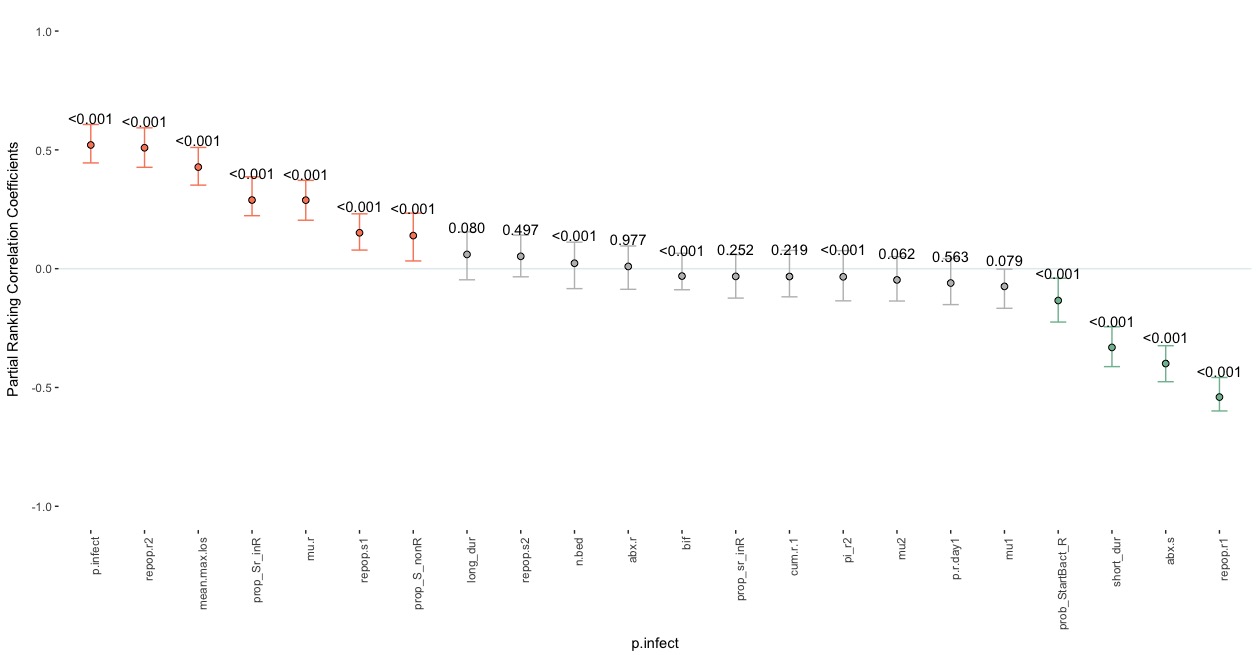 1.0
0.5
0.0
-0.5
-1.0
Partial Ranking Correlation Coefficients
<0.001
<0.001
<0.001
<0.001
<0.001
<0.001
<0.001
0.080
0.497
<0.001
0.977
<0.001
0.252
0.219
<0.001
0.062
0.563
0.079
<0.001
<0.001
<0.001
<0.001
p.infect
repop.r2
mean.max.los
prop_Sr_inR
mu.r
repop.s1
prop_S_nonR
long_dur
repop.s2
n.bed
abx.r
bif
prop_sr_inR
cum.r.1
pi_r2
mu2
p.r.day1
mu1
prob_StartBact_R
short_dur
abx.s
repop.r1
p.infect